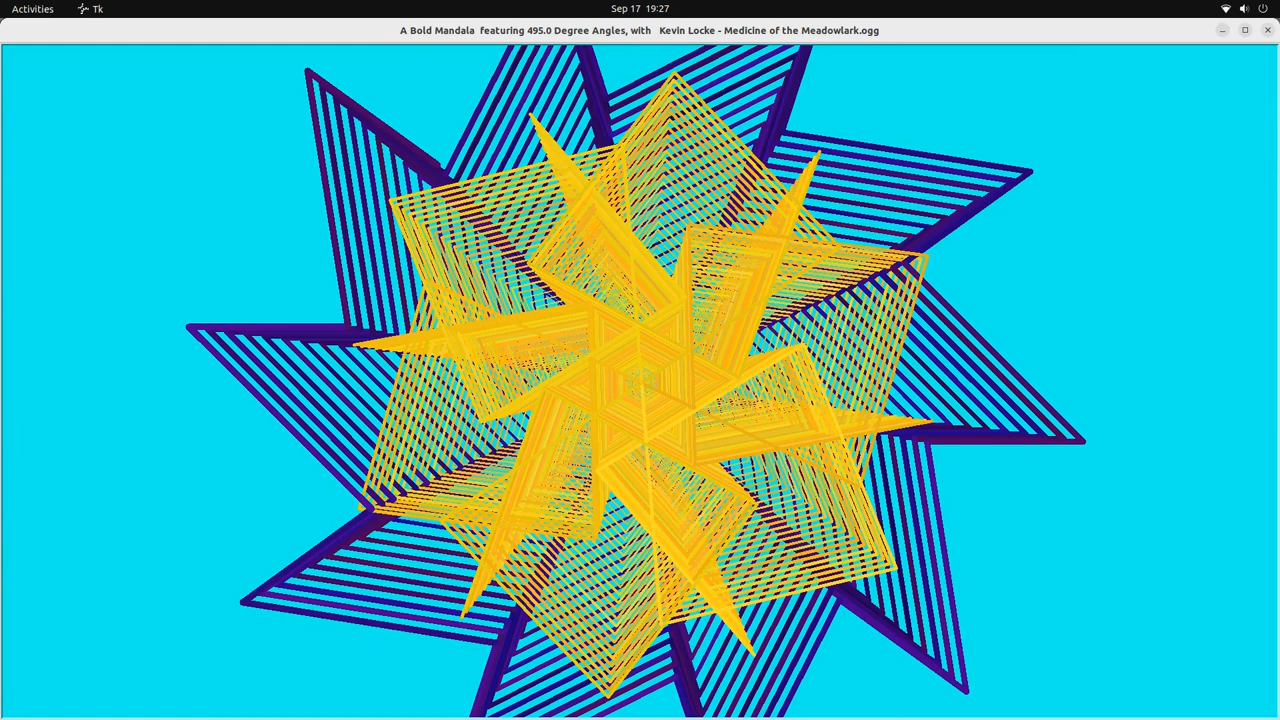 Activities Tk Sep 17 19:27
A Bold Mandala featuring 495.0 Degree Angles, with Kevin Locke - Medicine of the Meadowlark.ogg